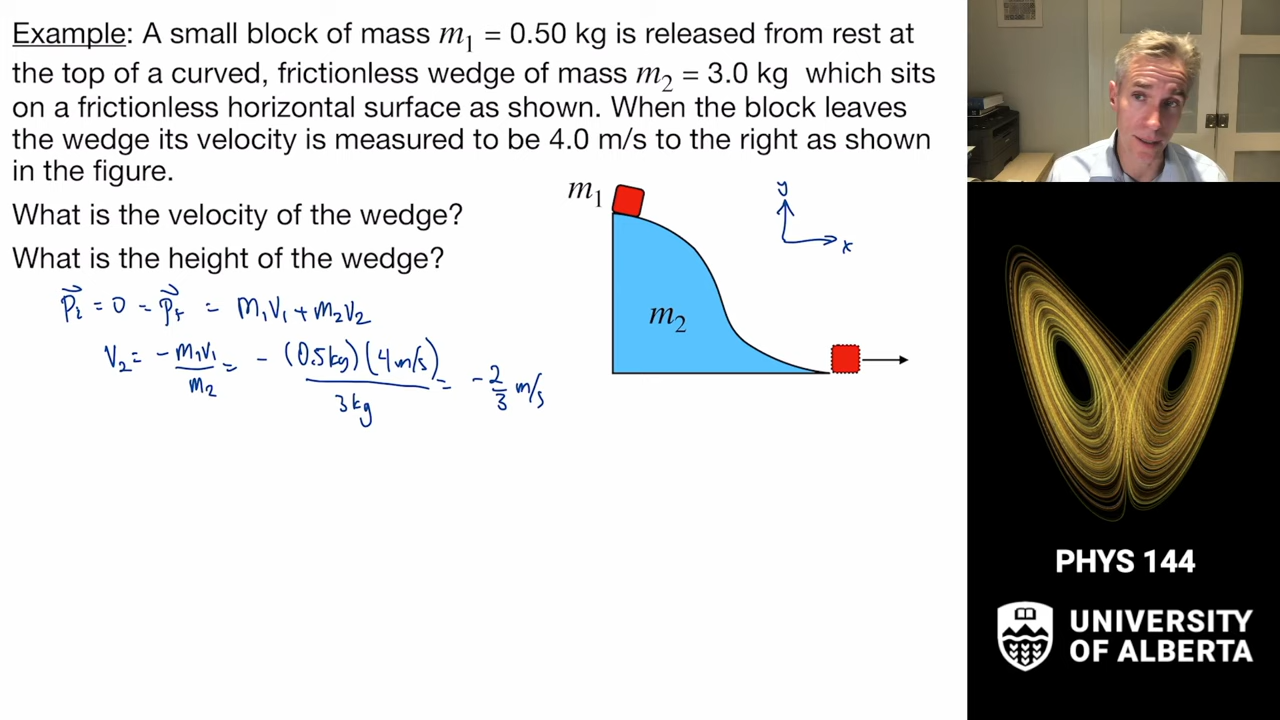 Example: A small block of mass m₁ = 0.50 kg is released from rest at
the top of a curved, frictionless wedge of mass m₂ = 3.0 kg which sits
on a frictionless horizontal surface as shown. When the block leaves
the wedge its velocity is measured to be 4.0 m/s to the right as shown
in the figure.
What is the velocity of the wedge?
What is the height of the wedge?
m₁
y
x
m₂
p⃗ᵢ = 0 = p⃗f = m₁v₁ + m₂v₂
v₂ = -m₁v₁/m₂ = - (0.5kg)(4m/s)/3kg = -2/3 m/s
PHYS 144
UNIVERSITY
OF ALBERTA